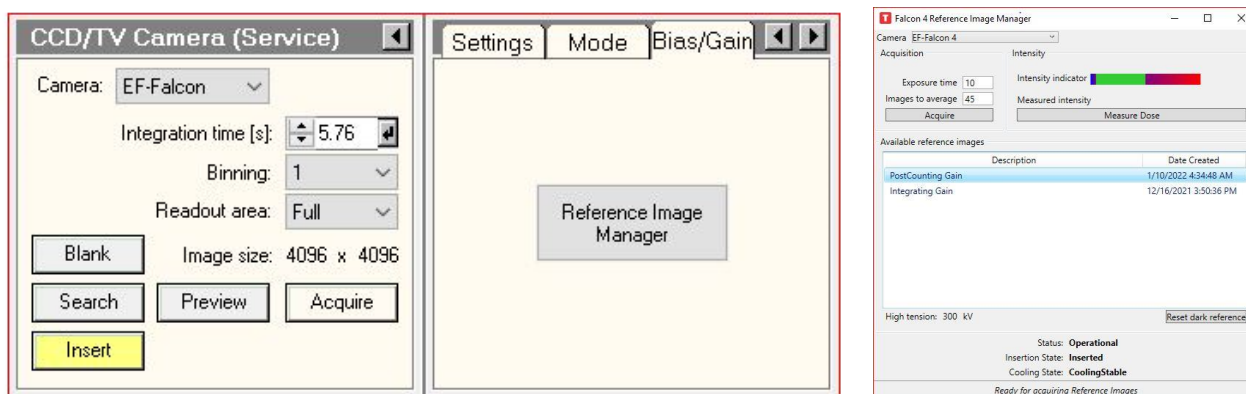 CCD/TV Camera (Service)
Camera: EF-Falcon
Integration time [s]: 5.76
Binning: 1
Readout area: Full
Blank
Image size: 4096 x 4096
Search
Preview
Acquire
Insert
Settings
Mode
Bias/Gain
Reference Image
Manager
T Falcon 4 Reference Image Manager
Camera EF-Falcon 4
Acquisition
Intensity
Exposure time 10
Intensity indicator
Images to average 45
Measured intensity
Acquire
Measure Dose
Available reference images
Description
Date Created
PostCounting Gain
1/10/2022 4:34:48 AM
Integrating Gain
12/16/2021 3:50:36 PM
High tension: 300 kV
Reset dark reference
Status: Operational
Insertion State: Inserted
Cooling State: CoolingStable
Ready for acquiring Reference Images